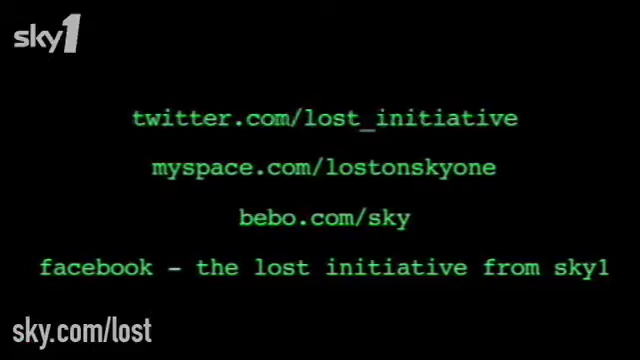 sky1
twitter.com/lost_initiative
myspace.com/lostonskyone
bebo.com/sky
facebook - the lost initiative from sky1
sky.com/lost